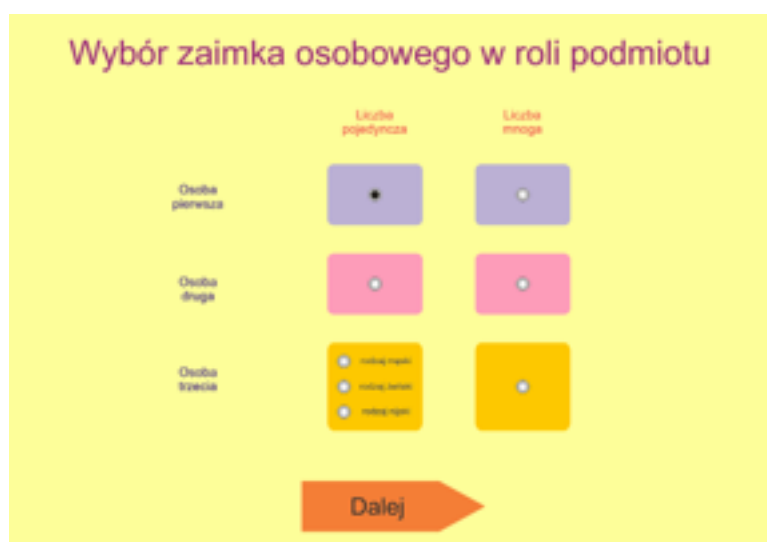 Wybór zaimka osobowego w roli podmiotu
Liczba
pojedyncza
Liczba
mnoga
Osoba
pierwsza
Osoba
druga
Osoba
trzecia
rodzaj męski
rodzaj żeński
rodzaj nijaki
Dalej